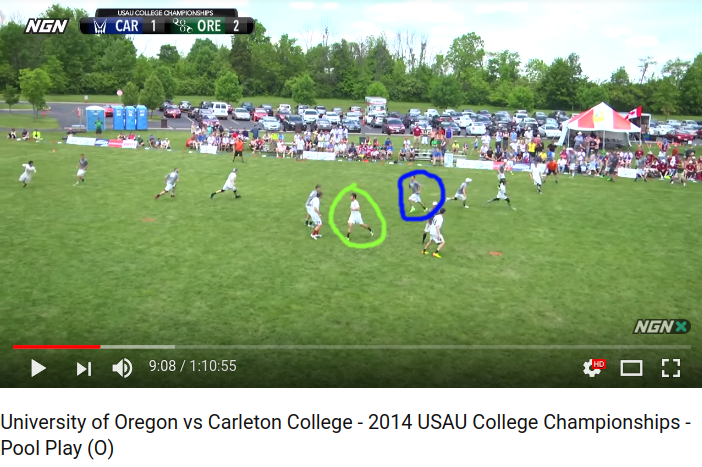 USAU COLLEGE CHAMPIONSHIPS
NGN CAR 1 ORE 2
NGN X
9:08 / 1:10:55 HD
University of Oregon vs Carleton College - 2014 USAU College Championships -
Pool Play (O)